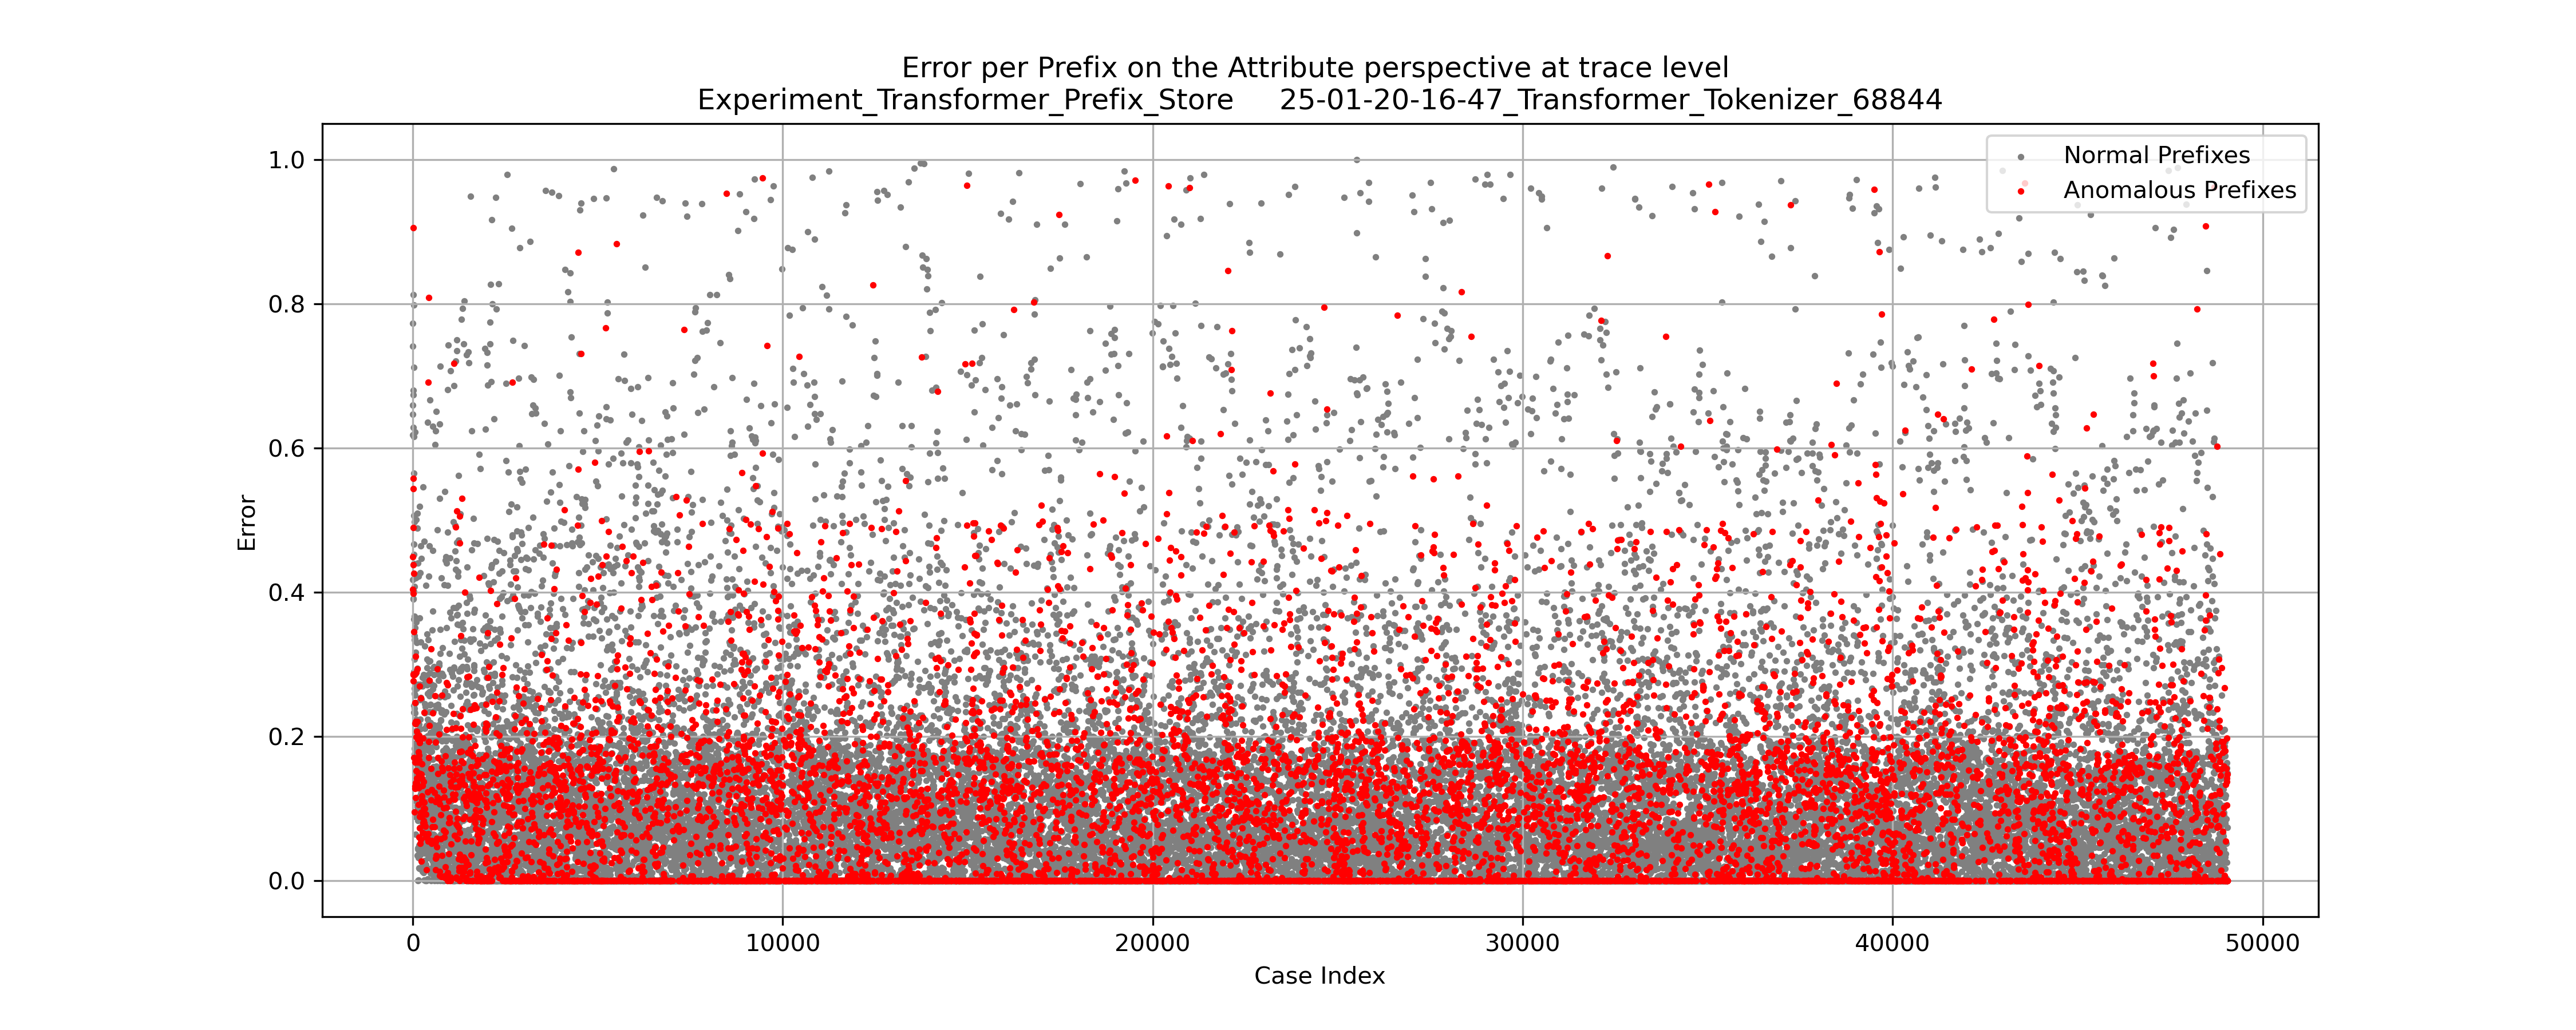 Error per Prefix on the Attribute perspective at trace level
Experiment_Transformer_Prefix_Store     25-01-20-16-47_Transformer_Tokenizer_68844
Normal Prefixes
Anomalous Prefixes
1.0
0.8
0.6
0.4
0.2
0.0
Error
0 10000 20000 30000 40000 50000
Case Index